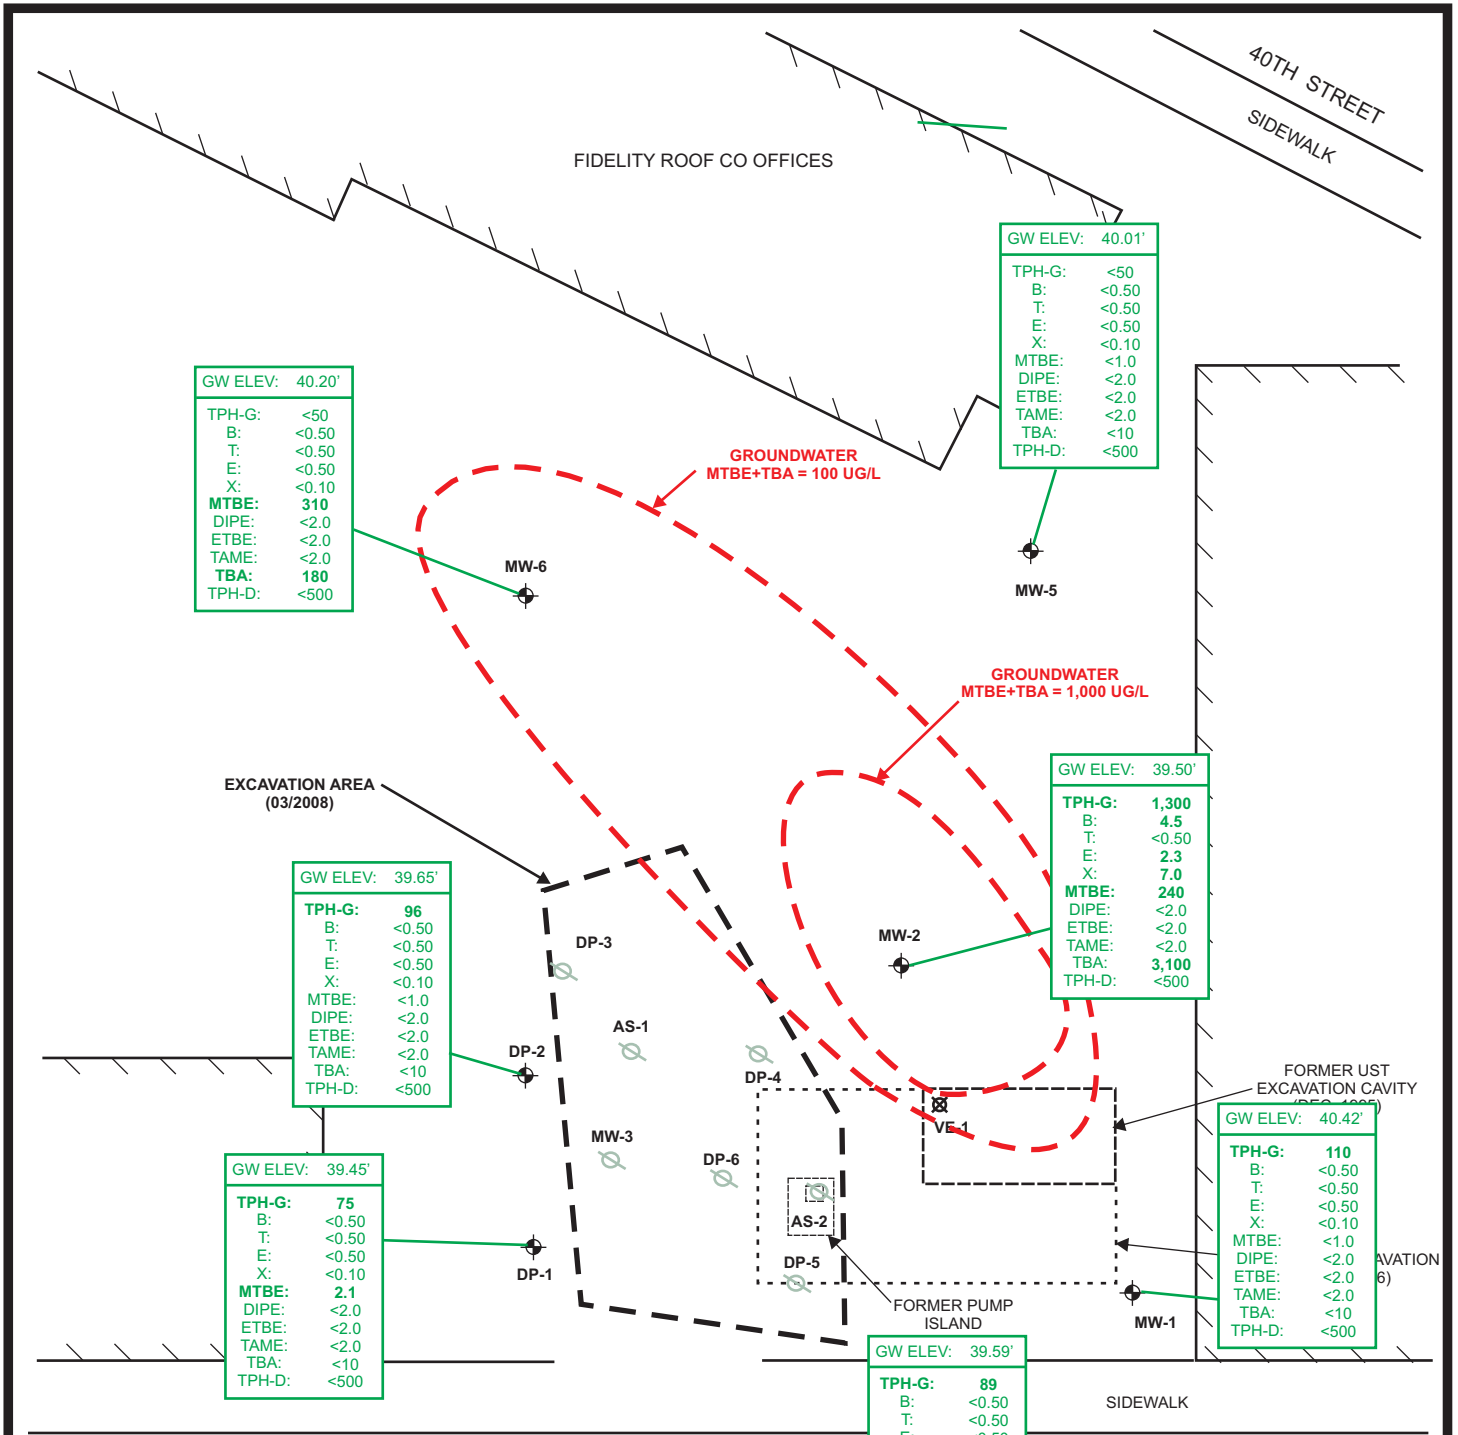 40TH STREET
SIDEWALK
FIDELITY ROOF CO OFFICES
GW ELEV: 40.01'
TPH-G: <50
B: <0.50
T: <0.50
E: <0.50
X: <0.10
MTBE: <1.0
DIPE: <2.0
ETBE: <2.0
TAME: <2.0
TBA: <10
TPH-D: <500
GW ELEV: 40.20'
TPH-G: <50
B: <0.50
T: <0.50
E: <0.50
X: <0.10
MTBE: 310
DIPE: <2.0
ETBE: <2.0
TAME: <2.0
TBA: 180
TPH-D: <500
GROUNDWATER
MTBE+TBA = 100 UG/L
MW-6
MW-5
GROUNDWATER
MTBE+TBA = 1,000 UG/L
EXCAVATION AREA
(03/2008)
GW ELEV: 39.50'
TPH-G: 1,300
B: 4.5
T: <0.50
E: 2.3
X: 7.0
MTBE: 240
DIPE: <2.0
ETBE: <2.0
TAME: <2.0
TBA: 3,100
TPH-D: <500
GW ELEV: 39.65'
TPH-G: 96
B: <0.50
T: <0.50
E: <0.50
X: <0.10
MTBE: <1.0
DIPE: <2.0
ETBE: <2.0
TAME: <2.0
TBA: <10
TPH-D: <500
DP-3
MW-2
AS-1
DP-2
DP-4
FORMER UST
EXCAVATION CAVITY
VE-1
MW-3
DP-6
AS-2
DP-5
DP-1
GW ELEV: 40.42'
TPH-G: 110
B: <0.50
T: <0.50
E: <0.50
X: <0.10
MTBE: <1.0
DIPE: <2.0
ETBE: <2.0
TAME: <2.0
TBA: <10
TPH-D: <500
AVATION
6)
GW ELEV: 39.45'
TPH-G: 75
B: <0.50
T: <0.50
E: <0.50
X: <0.10
MTBE: 2.1
DIPE: <2.0
ETBE: <2.0
TAME: <2.0
TBA: <10
TPH-D: <500
FORMER PUMP
ISLAND
MW-1
GW ELEV: 39.59'
TPH-G: 89
B: <0.50
T: <0.50
SIDEWALK